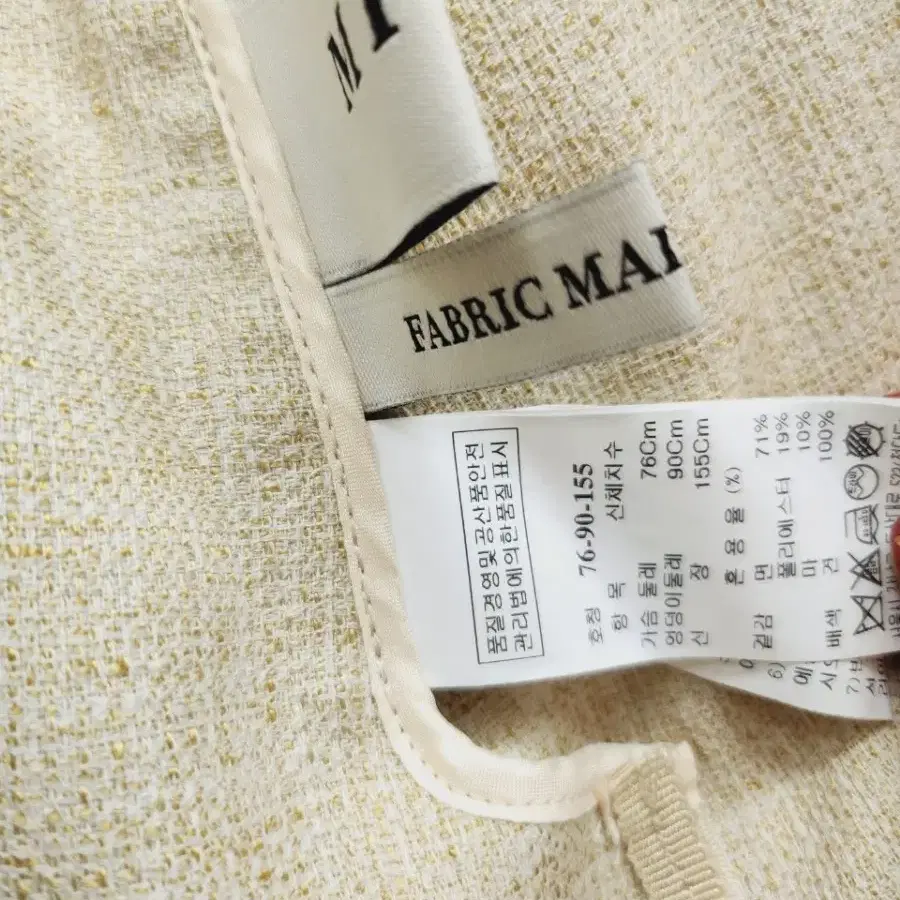 FABRIC MAI
품질경영및 공산품안전
관리법에의한품질표시
호칭 76-90-155
항 목 신체치수
가슴 둘레 76Cm
엉덩이둘레 90Cm
신 장 155Cm
혼 용 율 (%)
겉감 면 71%
폴리에스터 19%
마 10%
배색 견 100%
6)
7)